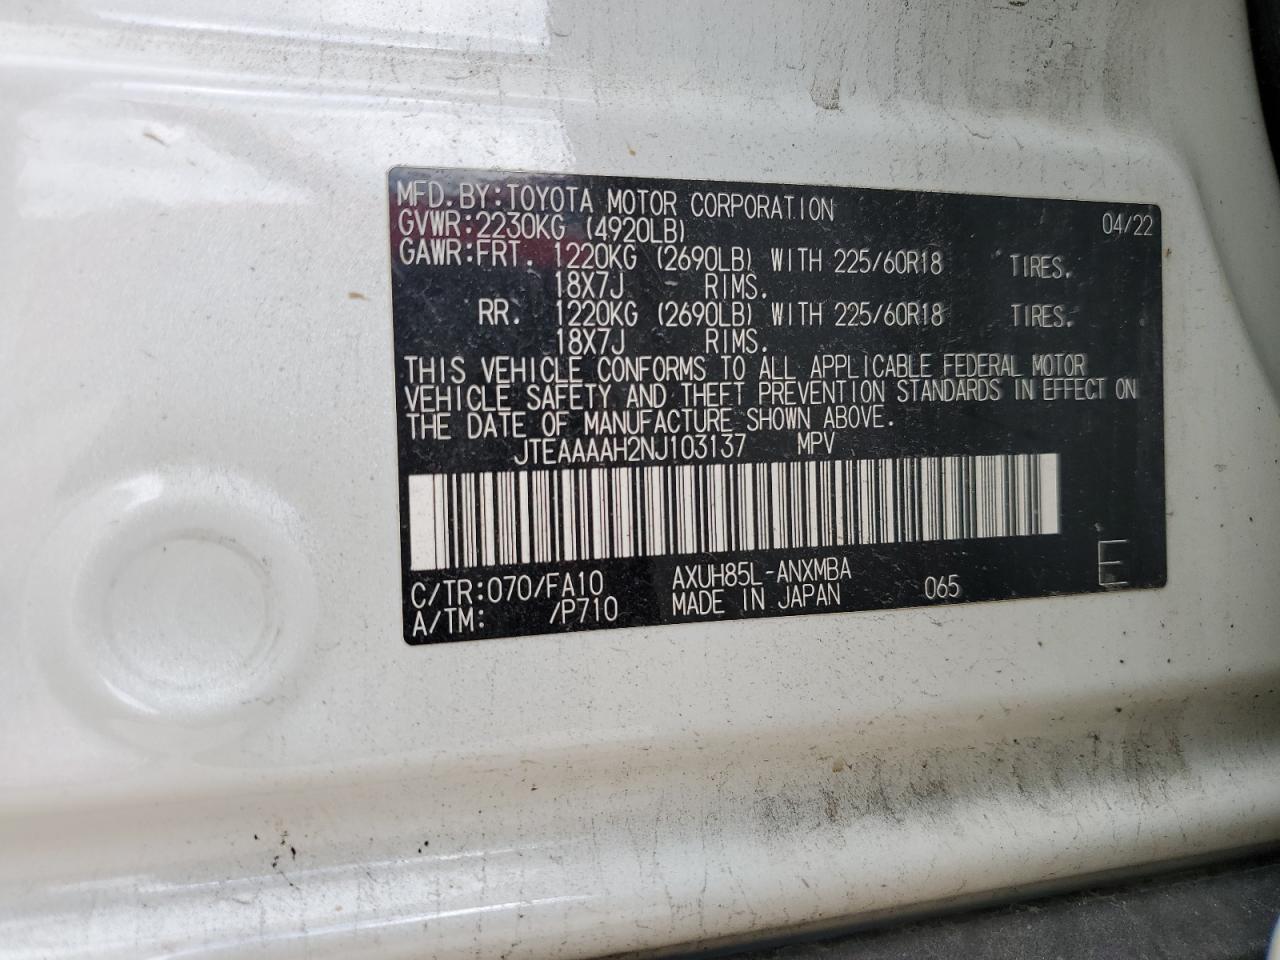 MFD. BY: TOYOTA MOTOR CORPORATION 04/22
GVWR: 2230KG (4920LB)
GAWR: FRT. 1220KG (2690LB) WITH 225/60R18 TIRES.
18X7J RIMS.
RR. 1220KG (2690LB) WITH 225/60R18 TIRES.
18X7J RIMS.
THIS VEHICLE CONFORMS TO ALL APPLICABLE FEDERAL MOTOR
VEHICLE SAFETY AND THEFT PREVENTION STANDARDS IN EFFECT ON
THE DATE OF MANUFACTURE SHOWN ABOVE.
JTEAAAAH2NJ103137 MPV
C/TR: 070/FA10 AXUH85L-ANXMBA
A/TM: /P710 MADE IN JAPAN 065 E